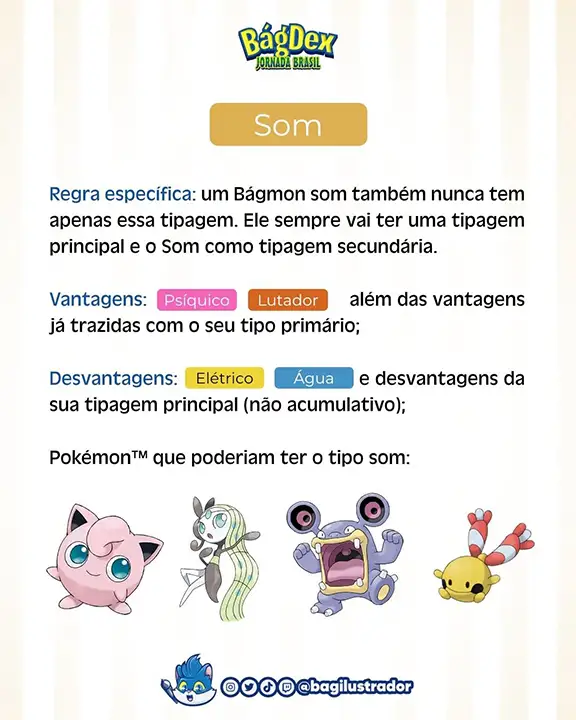 BágDex
JORNADA BRASIL
Som
Regra específica: um Bágmon som também nunca tem
apenas essa tipagem. Ele sempre vai ter uma tipagem
principal e o Som como tipagem secundária.
Vantagens: Psíquico Lutador além das vantagens
já trazidas com o seu tipo primário;
Desvantagens: Elétrico Água e desvantagens da
sua tipagem principal (não acumulativo);
Pokémon™ que poderiam ter o tipo som:
@bagilustrador